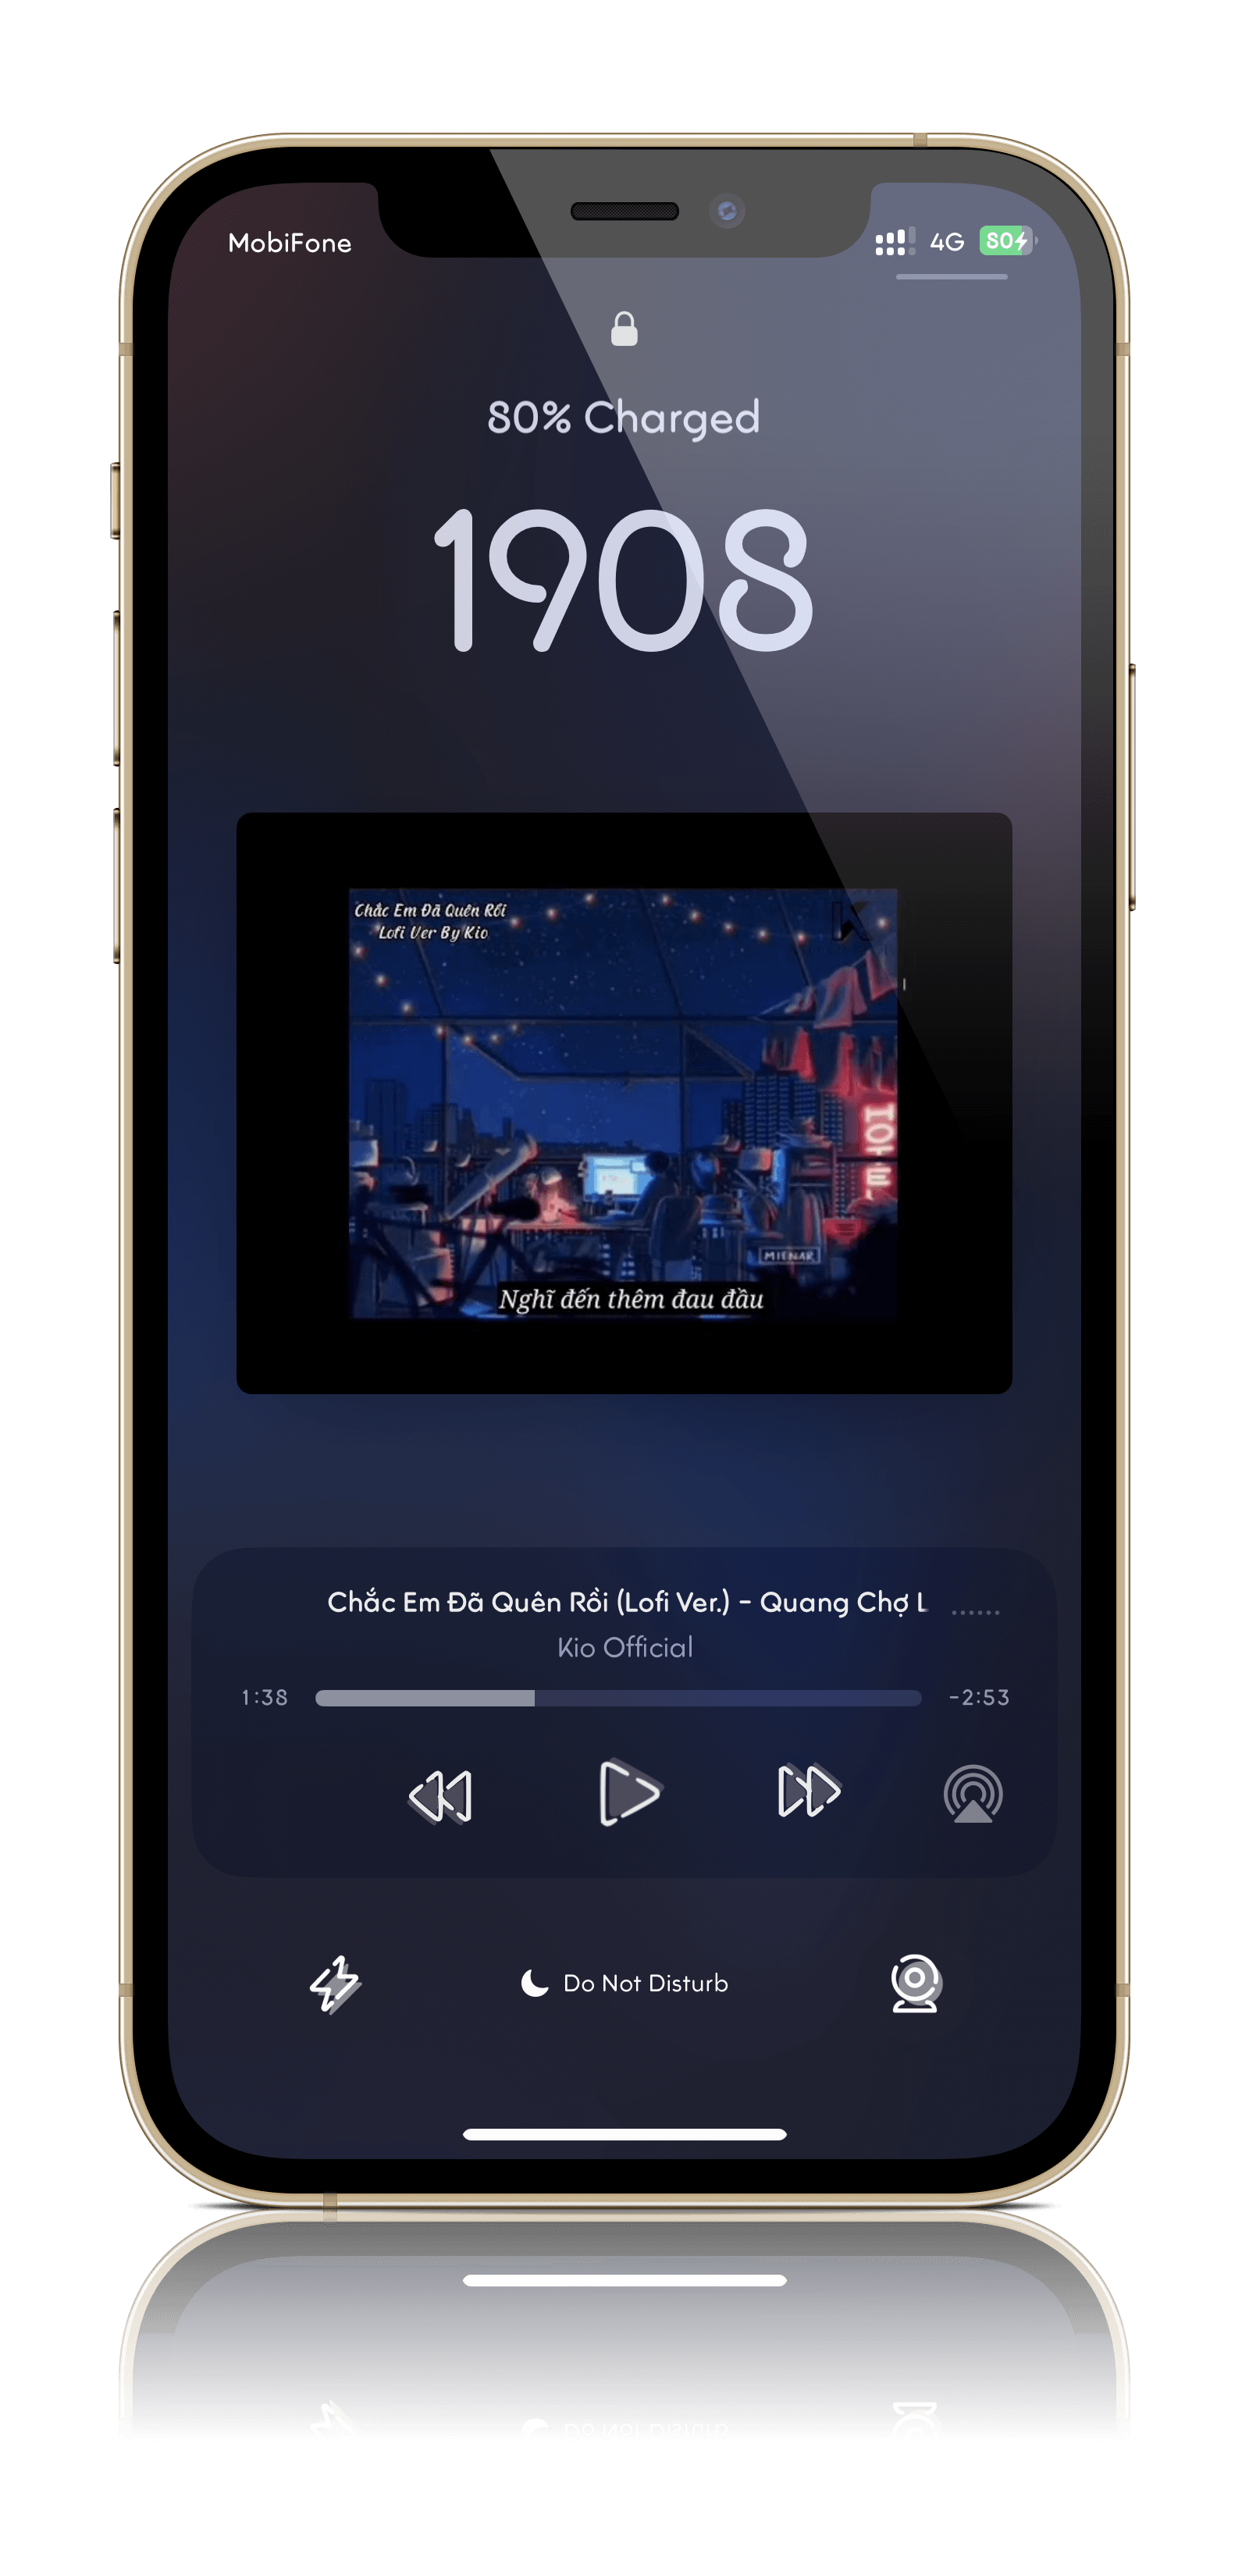 MobiFone
4G 80
80% Charged
1908
Chắc Em Đã Quên Rồi
Lofi Ver By Kio
K
HOTE
MIENAR
Nghĩ đến thêm đau đầu
Chắc Em Đã Quên Rồi (Lofi Ver.) - Quang Chợ L
Kio Official
1:38 -2:53
Do Not Disturb